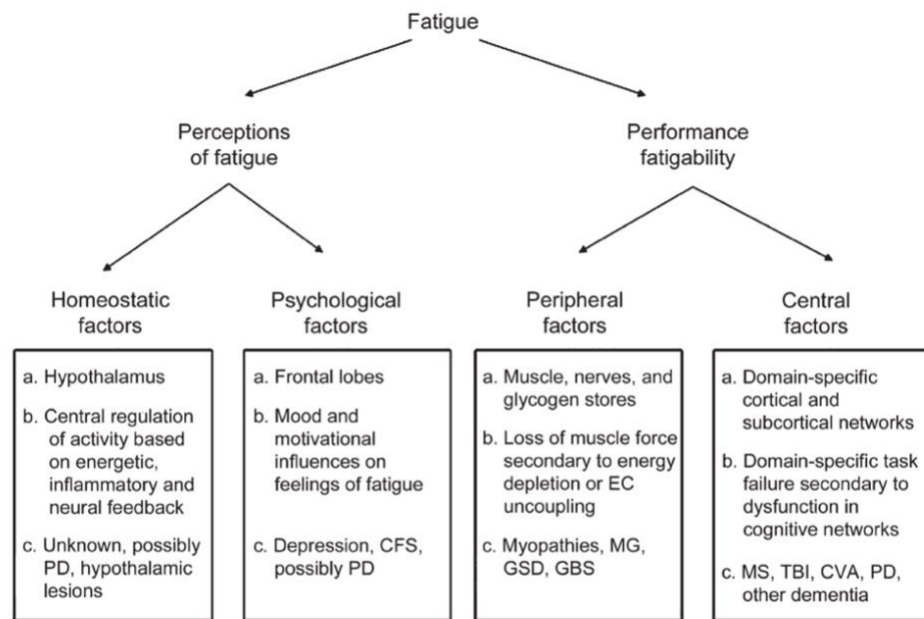 Fatigue
Perceptions
of fatigue
Performance
fatigability
Homeostatic
factors
a. Hypothalamus
b. Central regulation
of activity based
on energetic,
inflammatory and
neural feedback
c. Unknown, possibly
PD, hypothalamic
lesions
Psychological
factors
a. Frontal lobes
b. Mood and
motivational
influences on
feelings of fatigue
c. Depression, CFS,
possibly PD
Peripheral
factors
a. Muscle, nerves, and
glycogen stores
b. Loss of muscle force
secondary to energy
depletion or EC
uncoupling
c. Myopathies, MG,
GSD, GBS
Central
factors
a. Domain-specific
cortical and
subcortical networks
b. Domain-specific task
failure secondary to
dysfunction in
cognitive networks
c. MS, TBI, CVA, PD,
other dementia